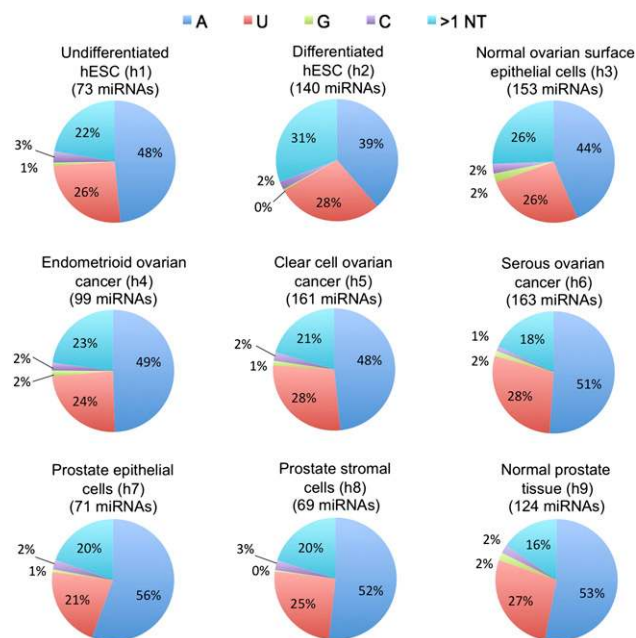 A U G C >1 NT
Undifferentiated
hESC (h1)
(73 miRNAs)
22%
48%
3%
1%
26%
Differentiated
hESC (h2)
(140 miRNAs)
31%
39%
2%
0%
28%
Normal ovarian surface
epithelial cells (h3)
(153 miRNAs)
26%
44%
2%
2%
26%
Endometrioid ovarian
cancer (h4)
(99 miRNAs)
23%
49%
2%
2%
24%
Clear cell ovarian
cancer (h5)
(161 miRNAs)
21%
48%
2%
1%
28%
Serous ovarian
cancer (h6)
(163 miRNAs)
18%
1%
2%
51%
28%
Prostate epithelial
cells (h7)
(71 miRNAs)
20%
2%
1%
56%
21%
Prostate stromal
cells (h8)
(69 miRNAs)
20%
3%
0%
52%
25%
Normal prostate
tissue (h9)
(124 miRNAs)
16%
2%
2%
53%
27%